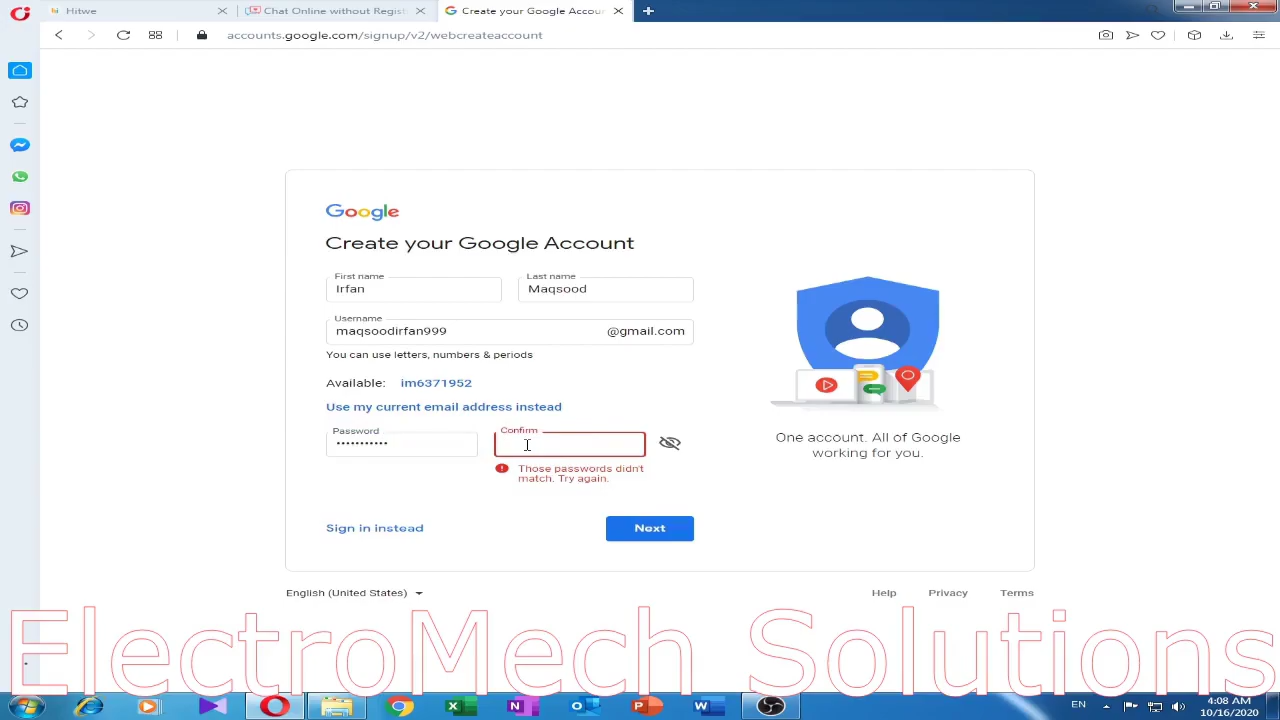 Hitwe
Chat Online without Regist
Create your Google Accou
accounts.google.com/signup/v2/webcreateaccount
Google
Create your Google Account
First name
Irfan
Last name
Maqsood
Username
maqsoodirfan999
@gmail.com
You can use letters, numbers & periods
Available: im6371952
Use my current email address instead
Password
•••••••••••
Confirm
Those passwords didn't
match. Try again.
One account. All of Google
working for you.
Sign in instead
Next
English (United States)
Help
Privacy
Terms
ElectroMech Solutions
EN
4:08 AM
10/16/2020